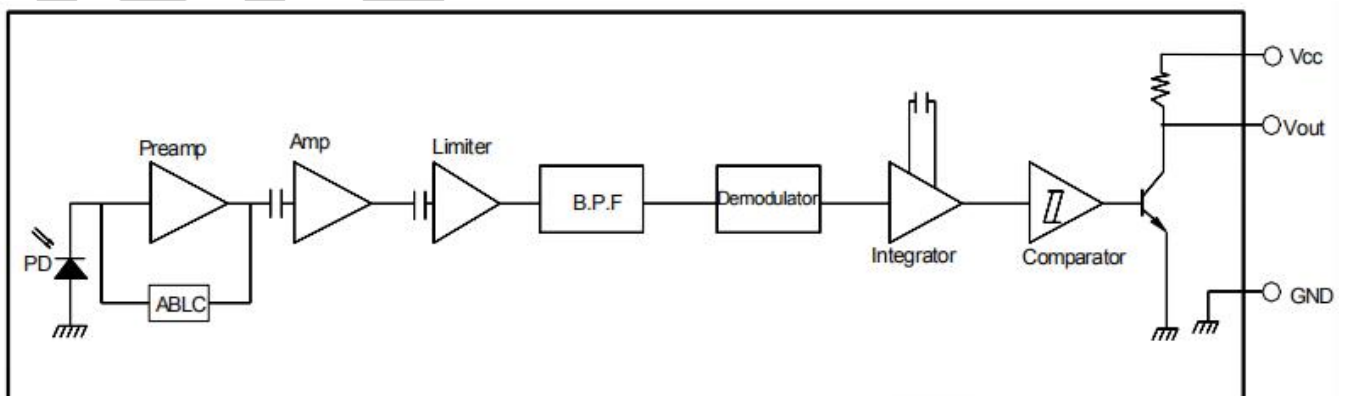 Vcc
Vout
Preamp
Amp
Limiter
B.P.F
Demodulator
PD
ABLC
Integrator
Comparator
GND